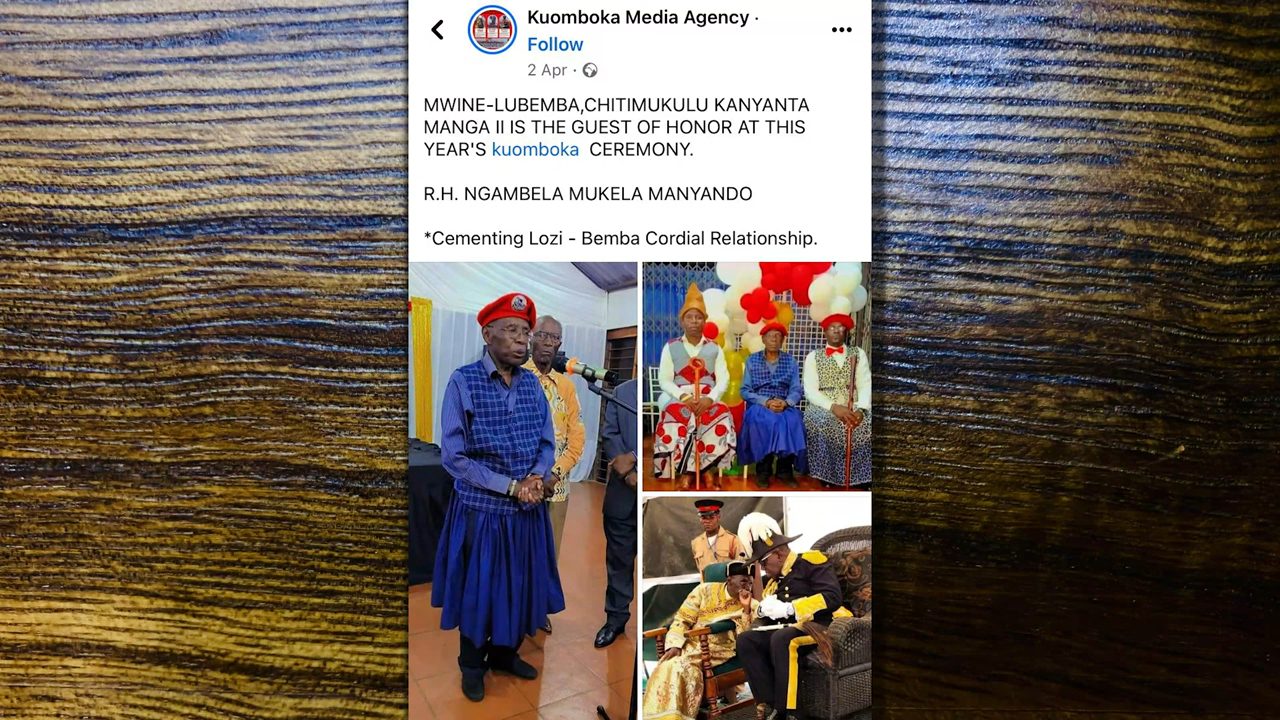 Kuomboka Media Agency ·
Follow
2 Apr ·
MWINE-LUBEMBA,CHITIMUKULU KANYANTA
MANGA II IS THE GUEST OF HONOR AT THIS
YEAR'S kuomboka CEREMONY.
R.H. NGAMBELA MUKELA MANYANDO
*Cementing Lozi - Bemba Cordial Relationship.